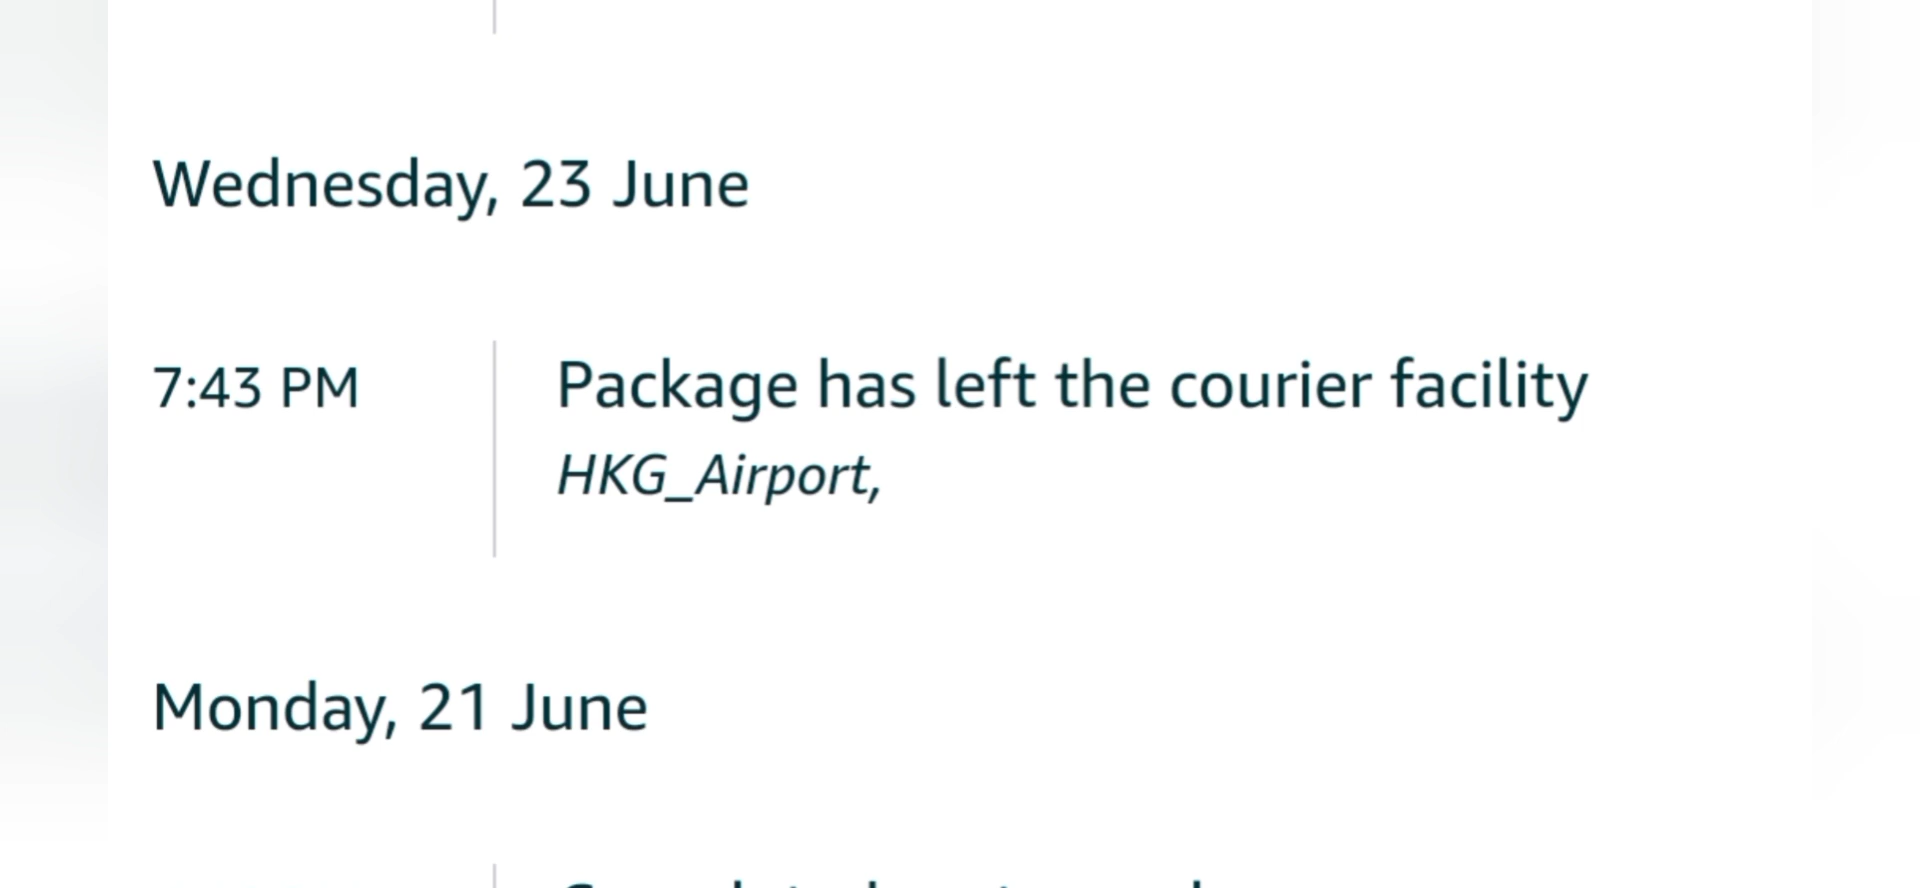 Wednesday, 23 June
7:43 PM
Package has left the courier facility
HKG_Airport,
Monday, 21 June